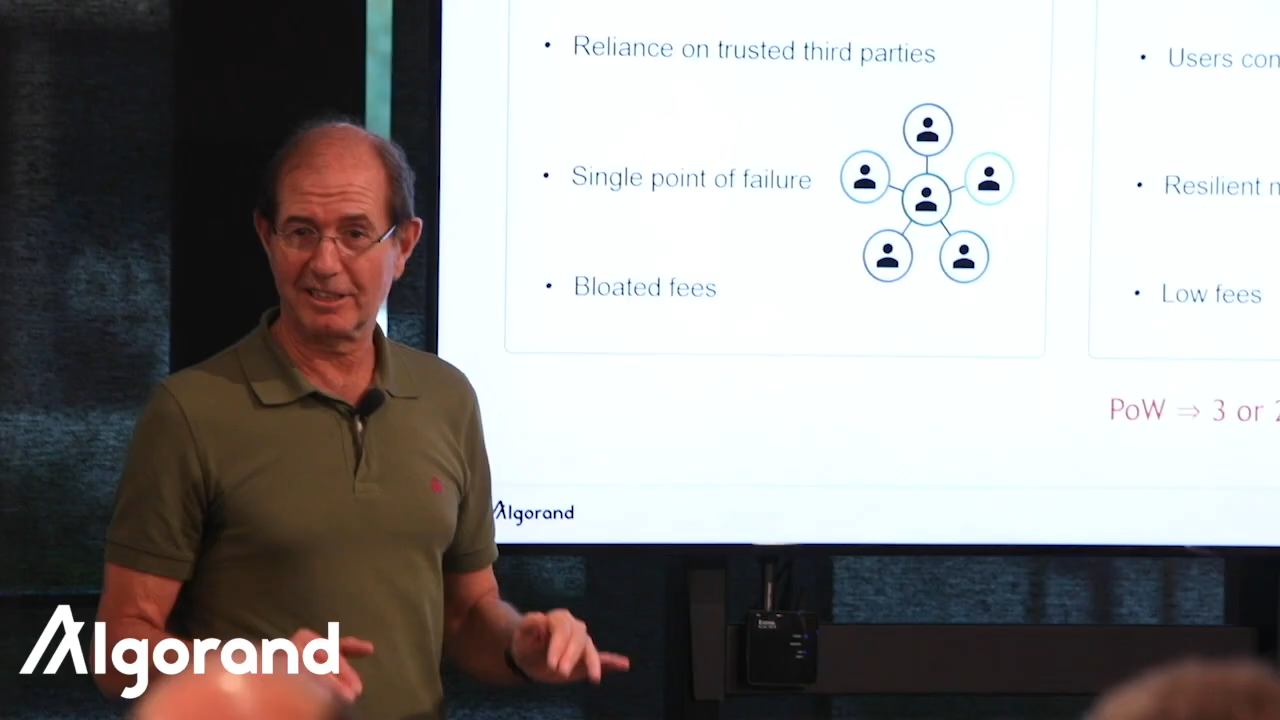 • Reliance on trusted third parties
• Single point of failure
• Bloated fees
• Users con
• Resilient
• Low fees
PoW ⇒ 3 or 2
Algorand
Algorand